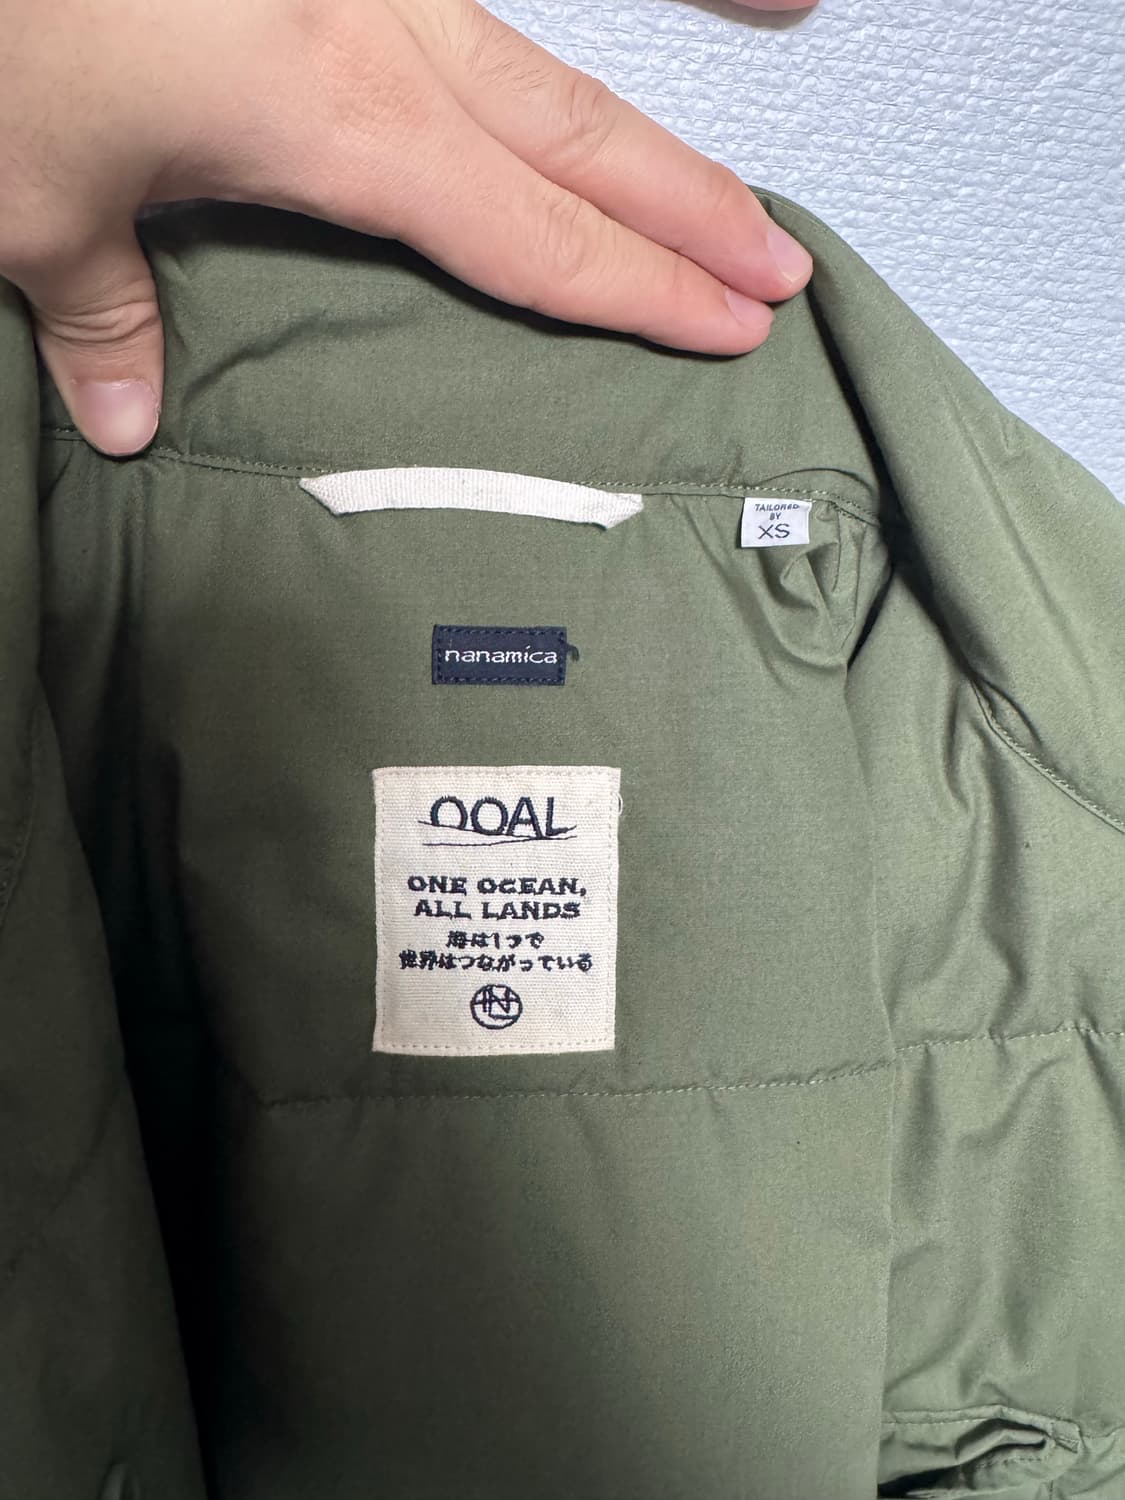 TAILORED
BY
XS
nanamica
OOAL
ONE OCEAN,
ALL LANDS
海は1つで
世界はつながっている